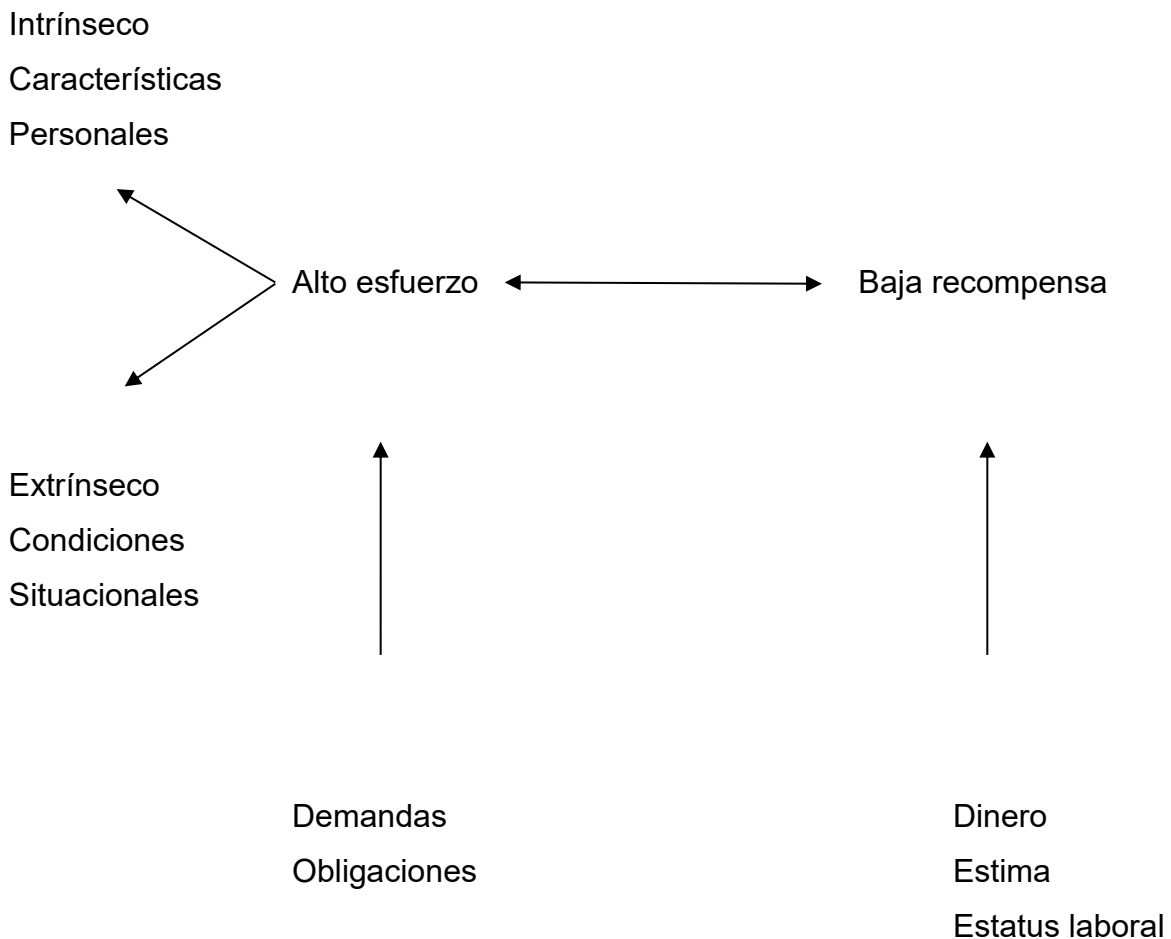 Intrínseco
Características
Personales
Alto esfuerzo
Baja recompensa
Extrínseco
Condiciones
Situacionales
Demandas
Obligaciones
Dinero
Estima
Estatus laboral